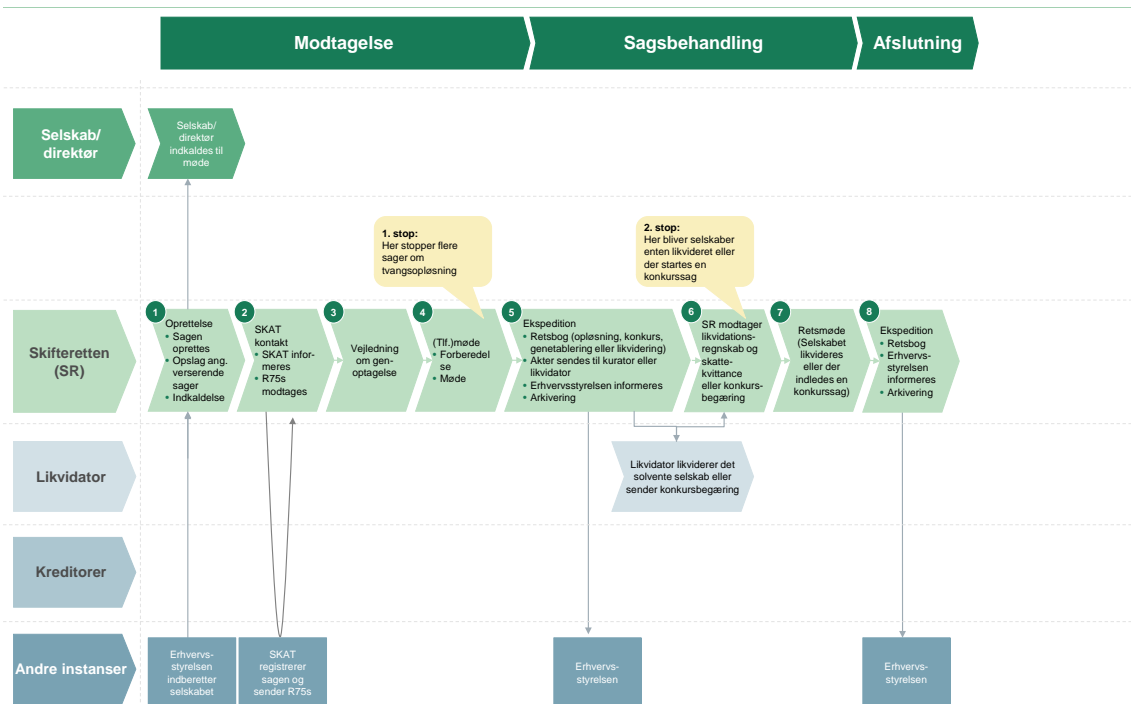 Modtagelse
Sagsbehandling
Afslutning
Selskab/
direktør
Selskab/
direktør
indkaldes til
møde
1. stop:
Her stopper flere
sager om
tvangsopløsning
2. stop:
Her bliver selskaber
enten likvideret eller
der startes en
konkurssag
Skifteretten
(SR)
1
Oprettelse
• Sagen
oprettes
• Opslag ang.
verserende
sager
• Indkaldelse
2
SKAT
kontakt
• SKAT infor-
meres
• R75s
modtages
3
Vejledning
om gen-
optagelse
4
(Tlf.)møde
• Forberedel
se
• Møde
5
Ekspedition
• Retsbog (opløsning, konkurs,
genetablering eller likvidering)
• Akter sendes til kurator eller
likvidator
• Erhvervsstyrelsen informeres
• Arkivering
6
SR modtager
likvidations-
regnskab og
skatte-
kvittance
eller konkurs-
begæring
7
Retsmøde
(Selskabet
likvideres
eller der
indledes en
konkurssag)
8
Ekspedition
• Retsbog
• Erhvervs-
styrelsen
informeres
• Arkivering
Likvidator
Likvidator likviderer det
solvente selskab eller
sender konkursbegæring
Kreditorer
Andre instanser
Erhvervs-
styrelsen
indberetter
selskabet
SKAT
registrerer
sagen og
sender R75s
Erhvervs-
styrelsen
Erhvervs-
styrelsen